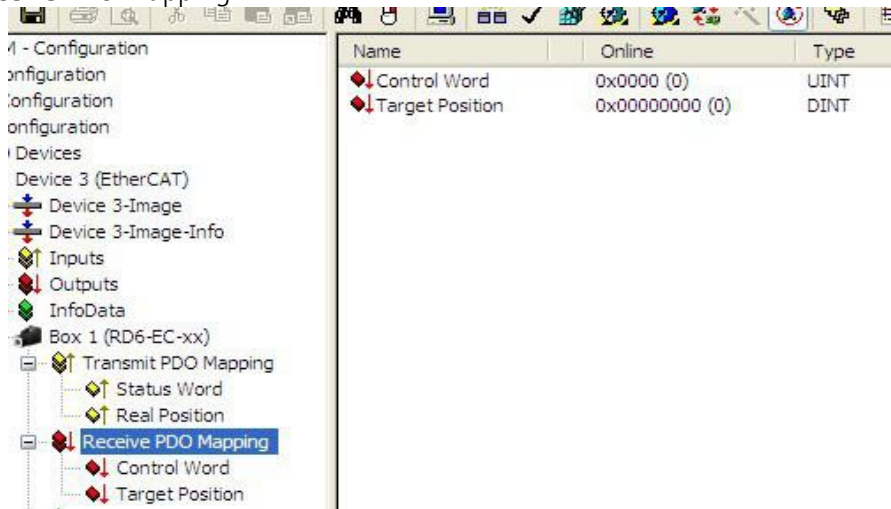 Mapping
M - Configuration
onfiguration
Configuration
onfiguration
Devices
Device 3 (EtherCAT)
Device 3-Image
Device 3-Image-Info
Inputs
Outputs
InfoData
Box 1 (RD6-EC-xx)
Transmit PDO Mapping
Status Word
Real Position
Receive PDO Mapping
Control Word
Target Position
Name Online Type
Control Word 0x0000 (0) UINT
Target Position 0x00000000 (0) DINT